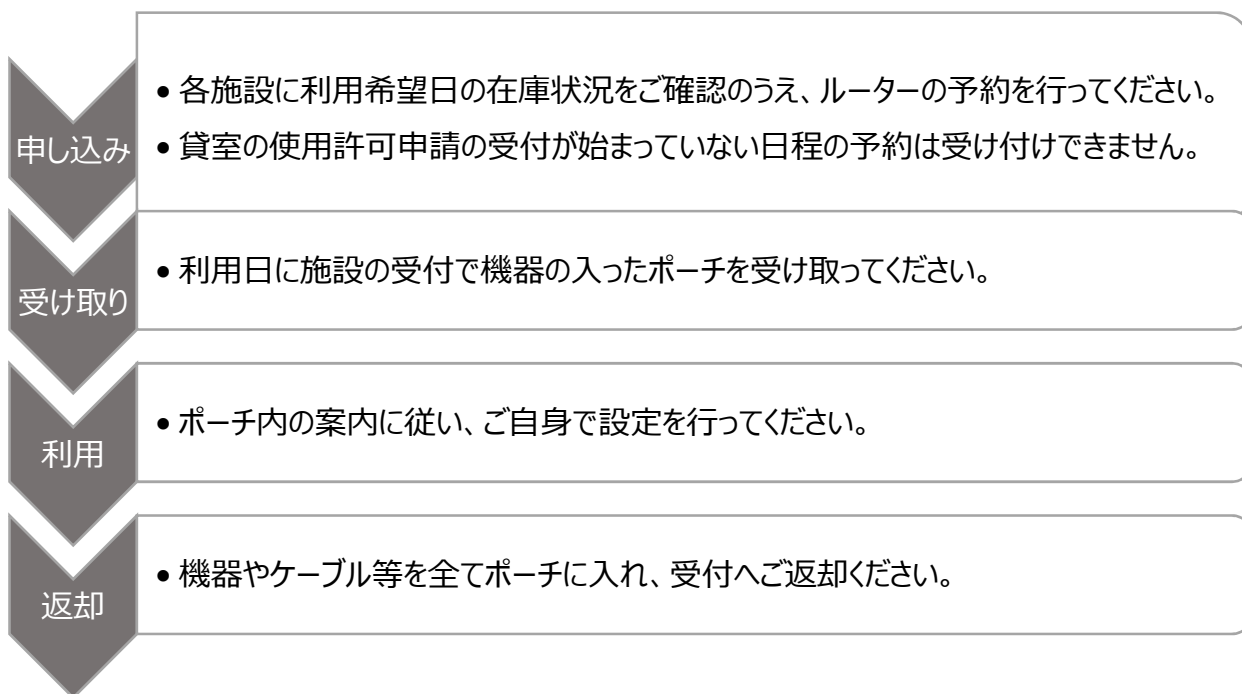 申し込み
• 各施設に利用希望日の在庫状況をご確認のうえ、ルーターの予約を行ってください。
• 貸室の使用許可申請の受付が始まっていない日程の予約は受け付けできません。
受け取り
• 利用日に施設の受付で機器の入ったポーチを受け取ってください。
利用
• ポーチ内の案内に従い、ご自身で設定を行ってください。
返却
• 機器やケーブル等を全てポーチに入れ、受付へご返却ください。